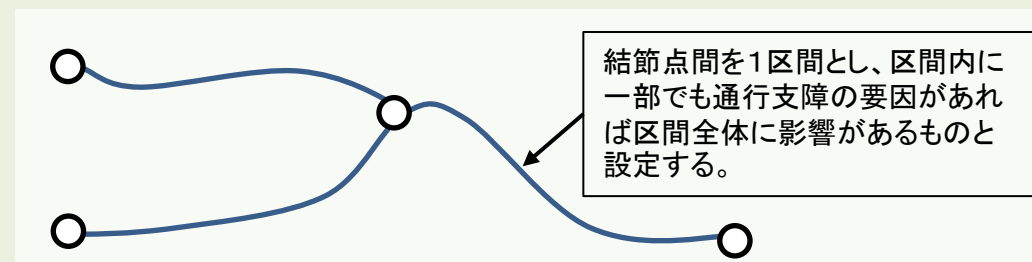 結節点間を１区間とし、区間内に
一部でも通行支障の要因があれ
ば区間全体に影響があるものと
設定する。